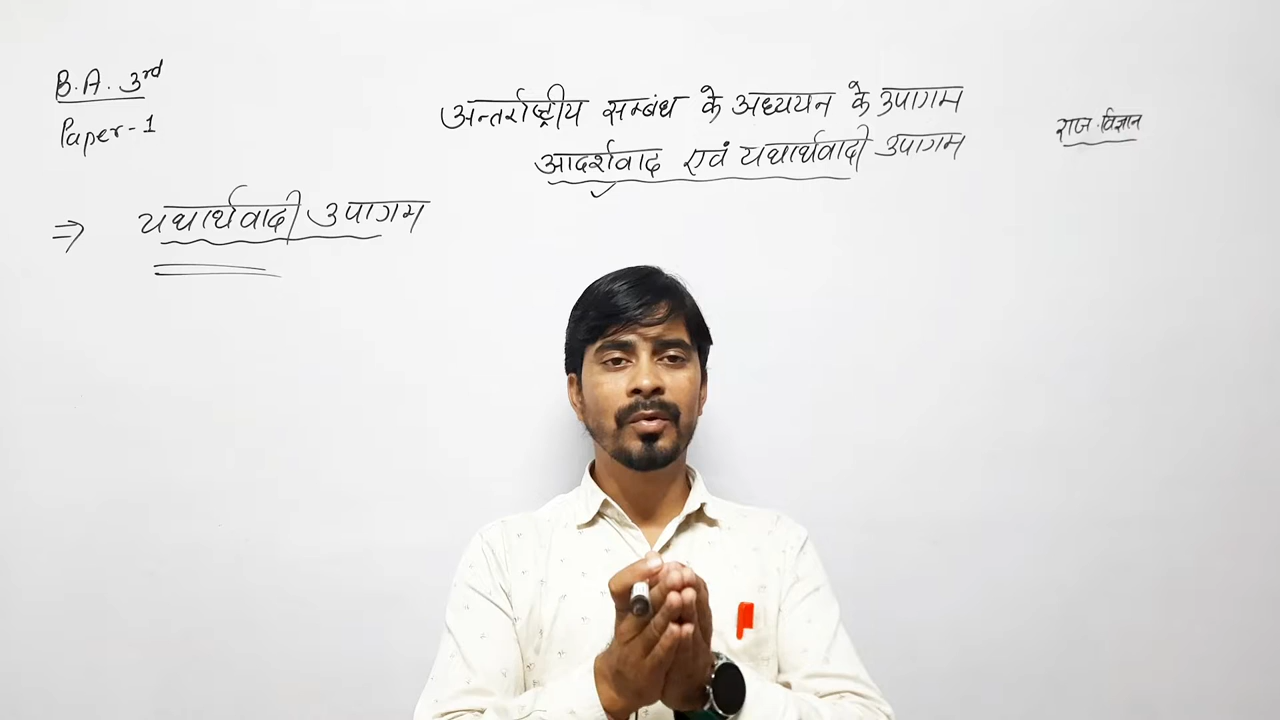 B.A. 3rd
Paper-1
अन्तर्राष्ट्रीय सम्बंध के अध्ययन के उपागम
आदर्शवाद एवं यथार्थवादी उपागम
राज.विज्ञान
⇒ यथार्थवादी उपागम